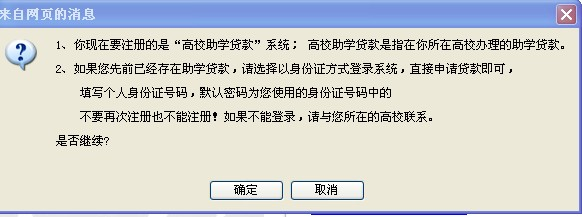 来自网页的消息
1、你现在要注册的是“高校助学贷款”系统； 高校助学贷款是指在你所在高校办理的助学贷款。
2、如果您先前已经存在助学贷款，请选择以身份证方式登录系统，直接申请贷款即可，
填写个人身份证号码，默认密码为您使用的身份证号码中的
不要再次注册也不能注册！如果不能登录，请与您所在的高校联系。
是否继续？
确定 取消